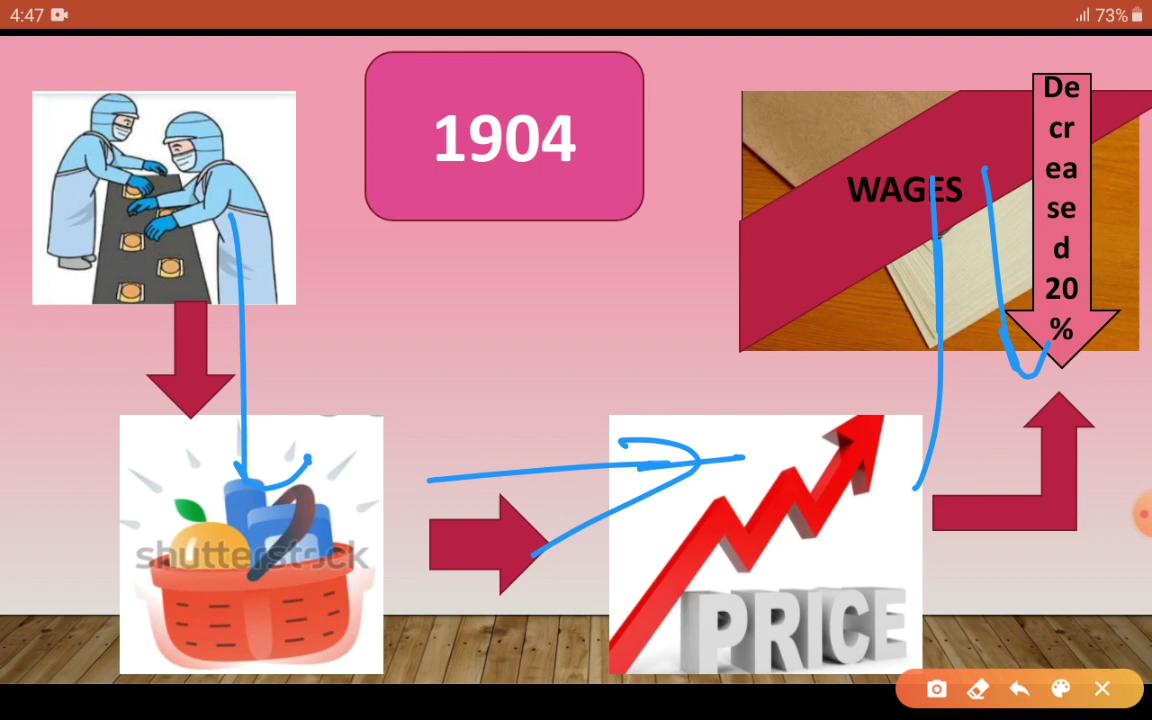 4:47
73%
1904
WAGES
De
cr
ea
se
d
20
%
shutterstock
PRICE